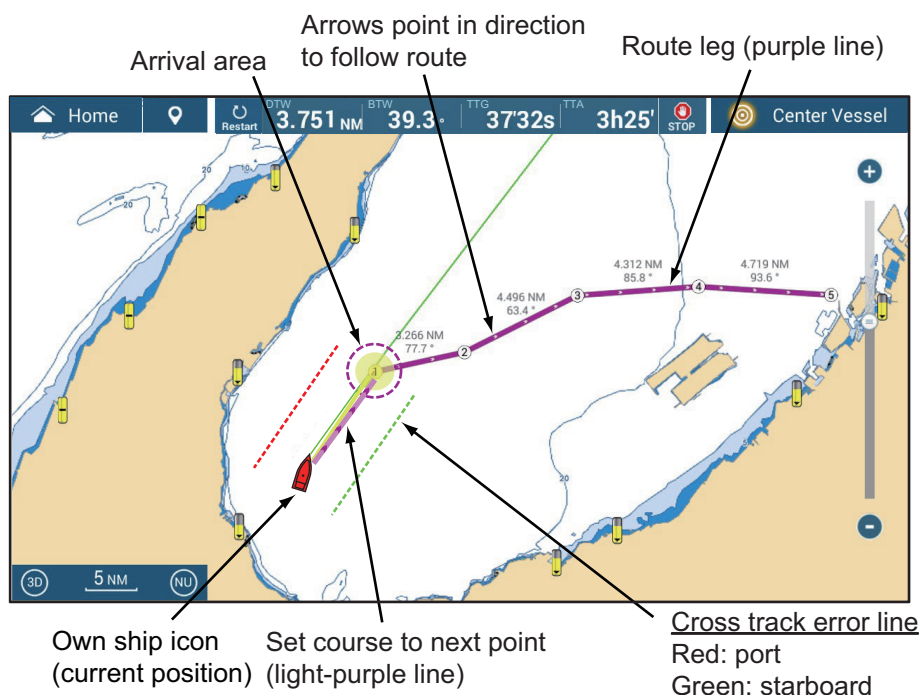 Arrows point in direction
to follow route
Arrival area
Route leg (purple line)
Home
Restart
DTW
3.751 NM
BTW
39.3°
TTG
37'32s
TTA
3h25'
STOP
Center Vessel
20
10
20
4.312 NM
85.8 °
4.719 NM
93.6 °
4.496 NM
63.4 °
3.266 NM
77.7 °
1
2
3
4
5
20
3D
5 NM
NU
Own ship icon
(current position)
Set course to next point
(light-purple line)
Cross track error line
Red: port
Green: starboard